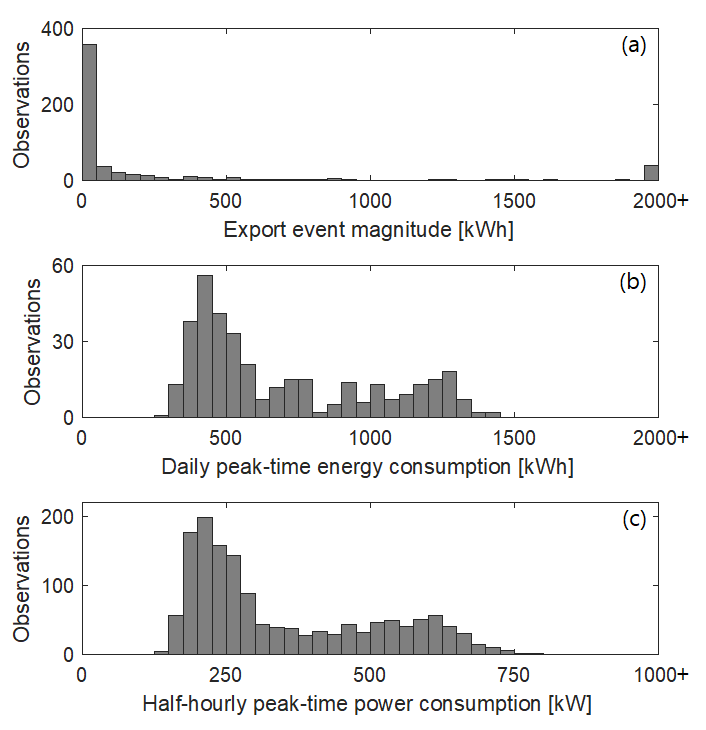 400
(a)
Observations
200
0
0 500 1000 1500 2000+
Export event magnitude [kWh]
60
(b)
Observations
30
0
0 500 1000 1500 2000+
Daily peak-time energy consumption [kWh]
200
(c)
Observations
100
0
0 250 500 750 1000+
Half-hourly peak-time power consumption [kW]